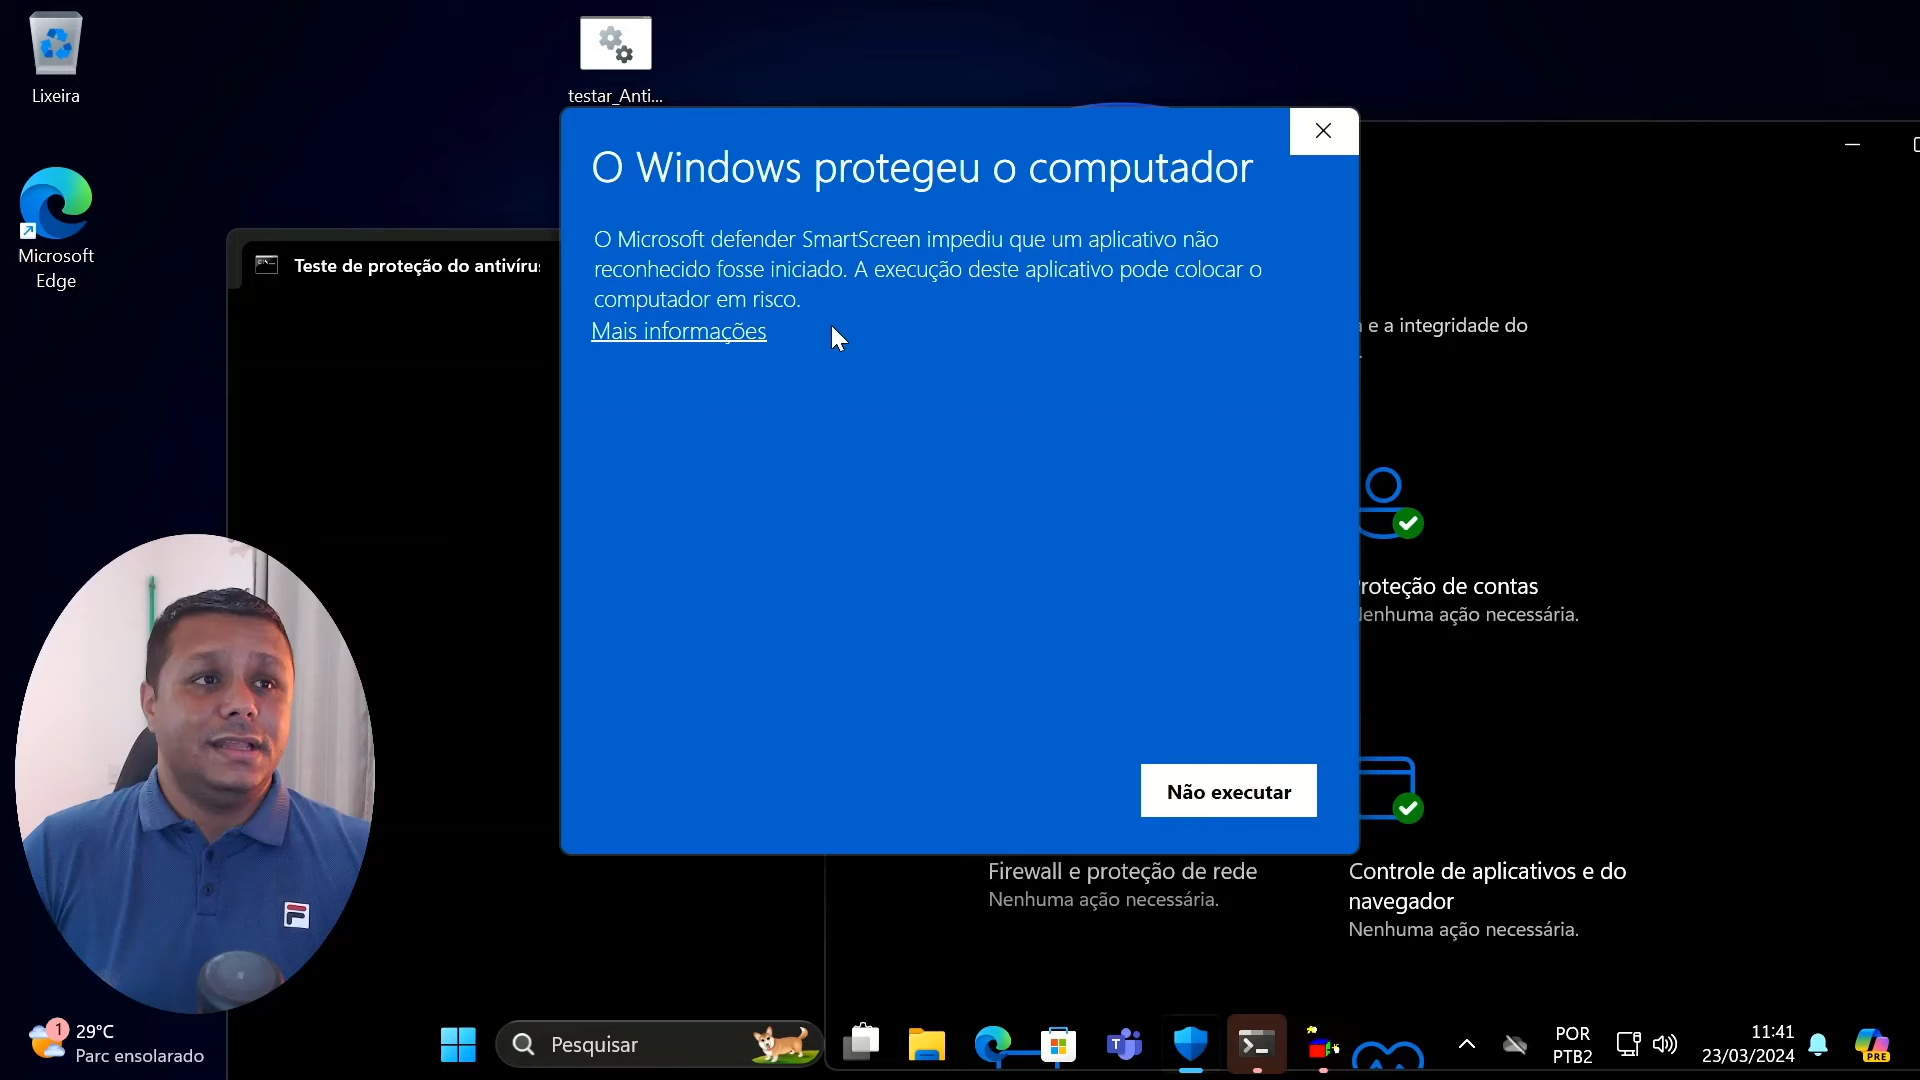 Lixeira
testar_Anti...
Microsoft
Edge
Teste de proteção do antivíru
O Windows protegeu o computador
O Microsoft defender SmartScreen impediu que um aplicativo não
reconhecido fosse iniciado. A execução deste aplicativo pode colocar o
computador em risco.
Mais informações
Não executar
e a integridade do
roteção de contas
enhuma ação necessária.
Firewall e proteção de rede
Nenhuma ação necessária.
Controle de aplicativos e do
navegador
Nenhuma ação necessária.
1
29°C
Parc ensolarado
Pesquisar
POR
PTB2
11:41
23/03/2024
PRE